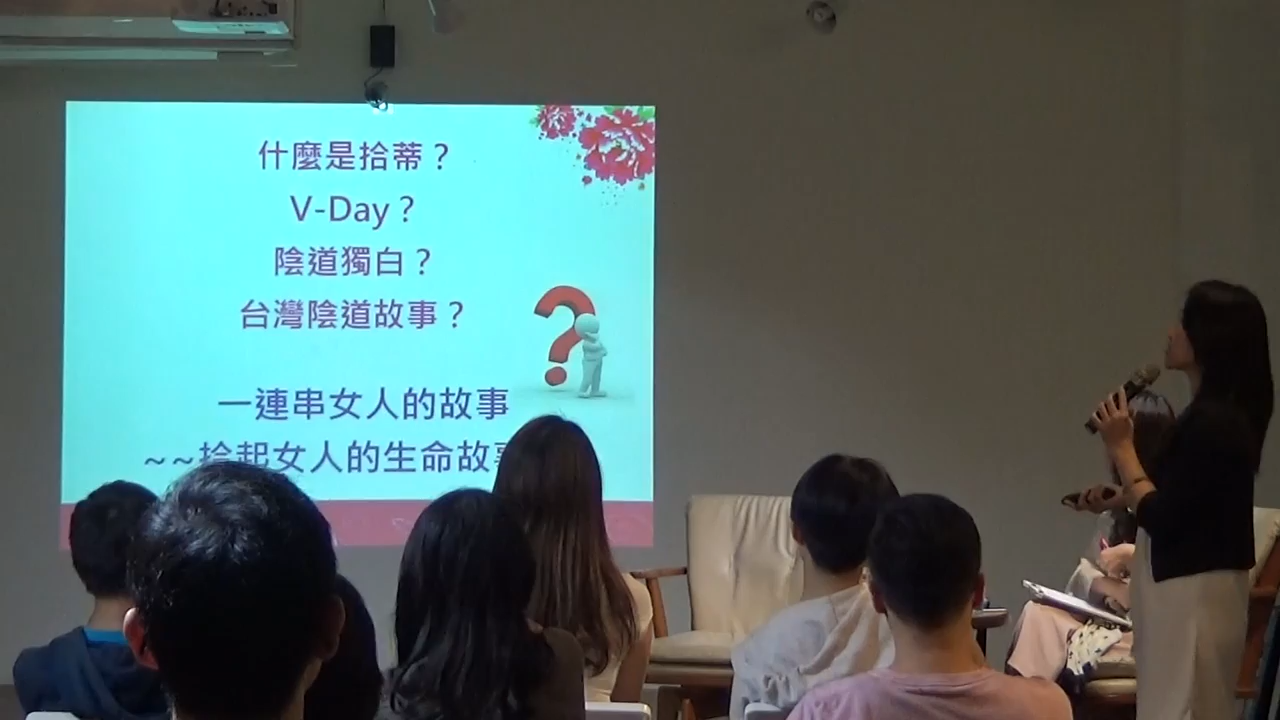 什麼是拾蒂？
V-Day？
陰道獨白？
台灣陰道故事？
一連串女人的故事
~~拾起女人的生命故事